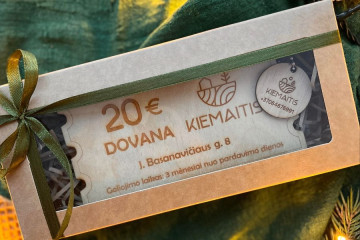 20€
DOVANA
KIEMAITIS
J. Basanavičiaus g. 8
Galiojimo laikas 3 mėnesiai nuo pardavimo dienos
KIEMAITIS